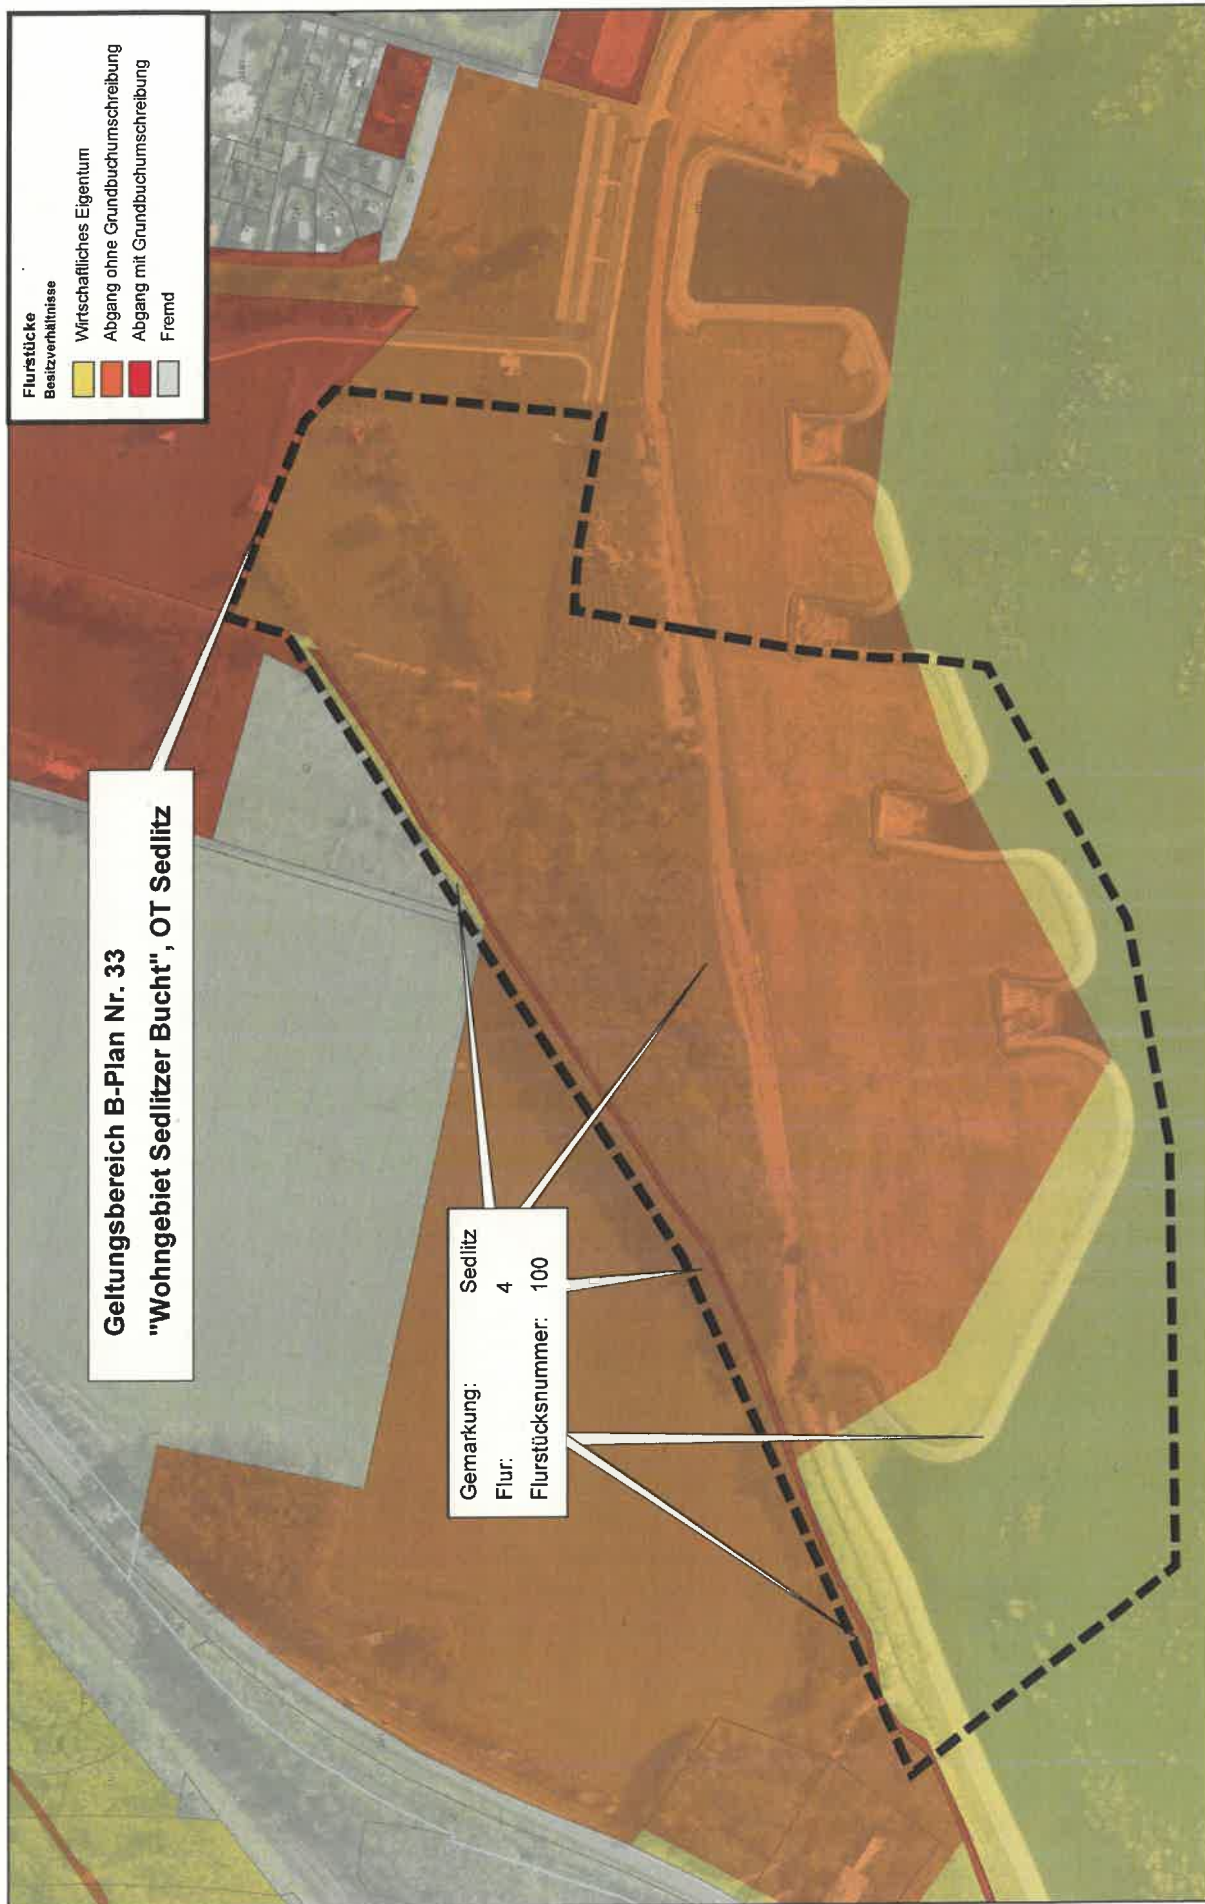 Flurstücke
Besitzverhältnisse
Wirtschaftliches Eigentum
Abgang ohne Grundbuchumschreibung
Abgang mit Grundbuchumschreibung
Fremd
Geltungsbereich B-Plan Nr. 33
"Wohngebiet Sedlitzer Bucht", OT Sedlitz
Gemarkung: Sedlitz
Flur: 4
Flurstücksnummer: 100